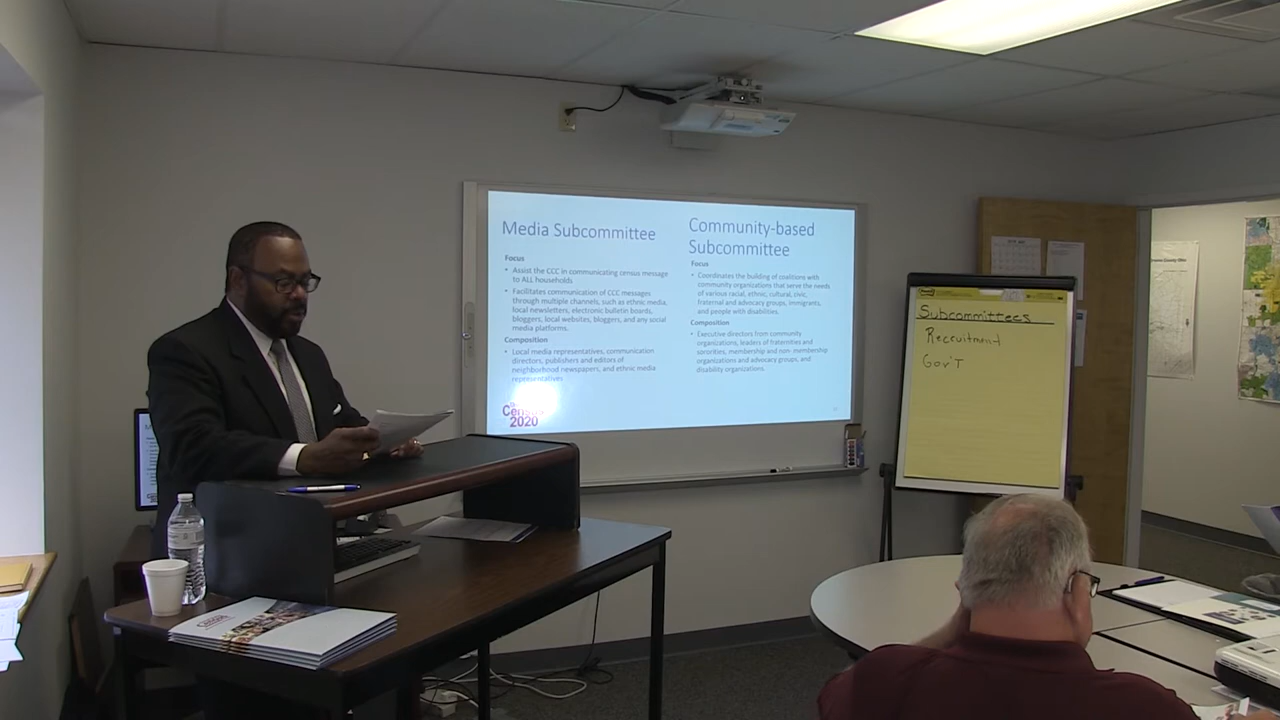 Media Subcommittee
Focus
• Assist the CCC in communicating census message
to ALL households
• Facilitates communication of CCC messages
through multiple channels, such as ethnic media,
local newsletters, electronic bulletin boards,
bloggers, local websites, bloggers, and any social
media platforms.
Composition
• Local media representatives, communication
directors, publishers and editors of
neighborhood newspapers, and ethnic media
representatives
Census
2020
Community-based
Subcommittee
Focus
• Coordinates the building of coalitions with
community organizations that serve the needs
of various racial, ethnic, cultural, civic,
fraternal and advocacy groups, immigrants,
and people with disabilities.
Composition
• Executive directors from community
organizations, leaders of fraternities and
sororities, membership and non- membership
organizations and advocacy groups, and
disability organizations.
Subcommittees
Recruitment
Gov'T